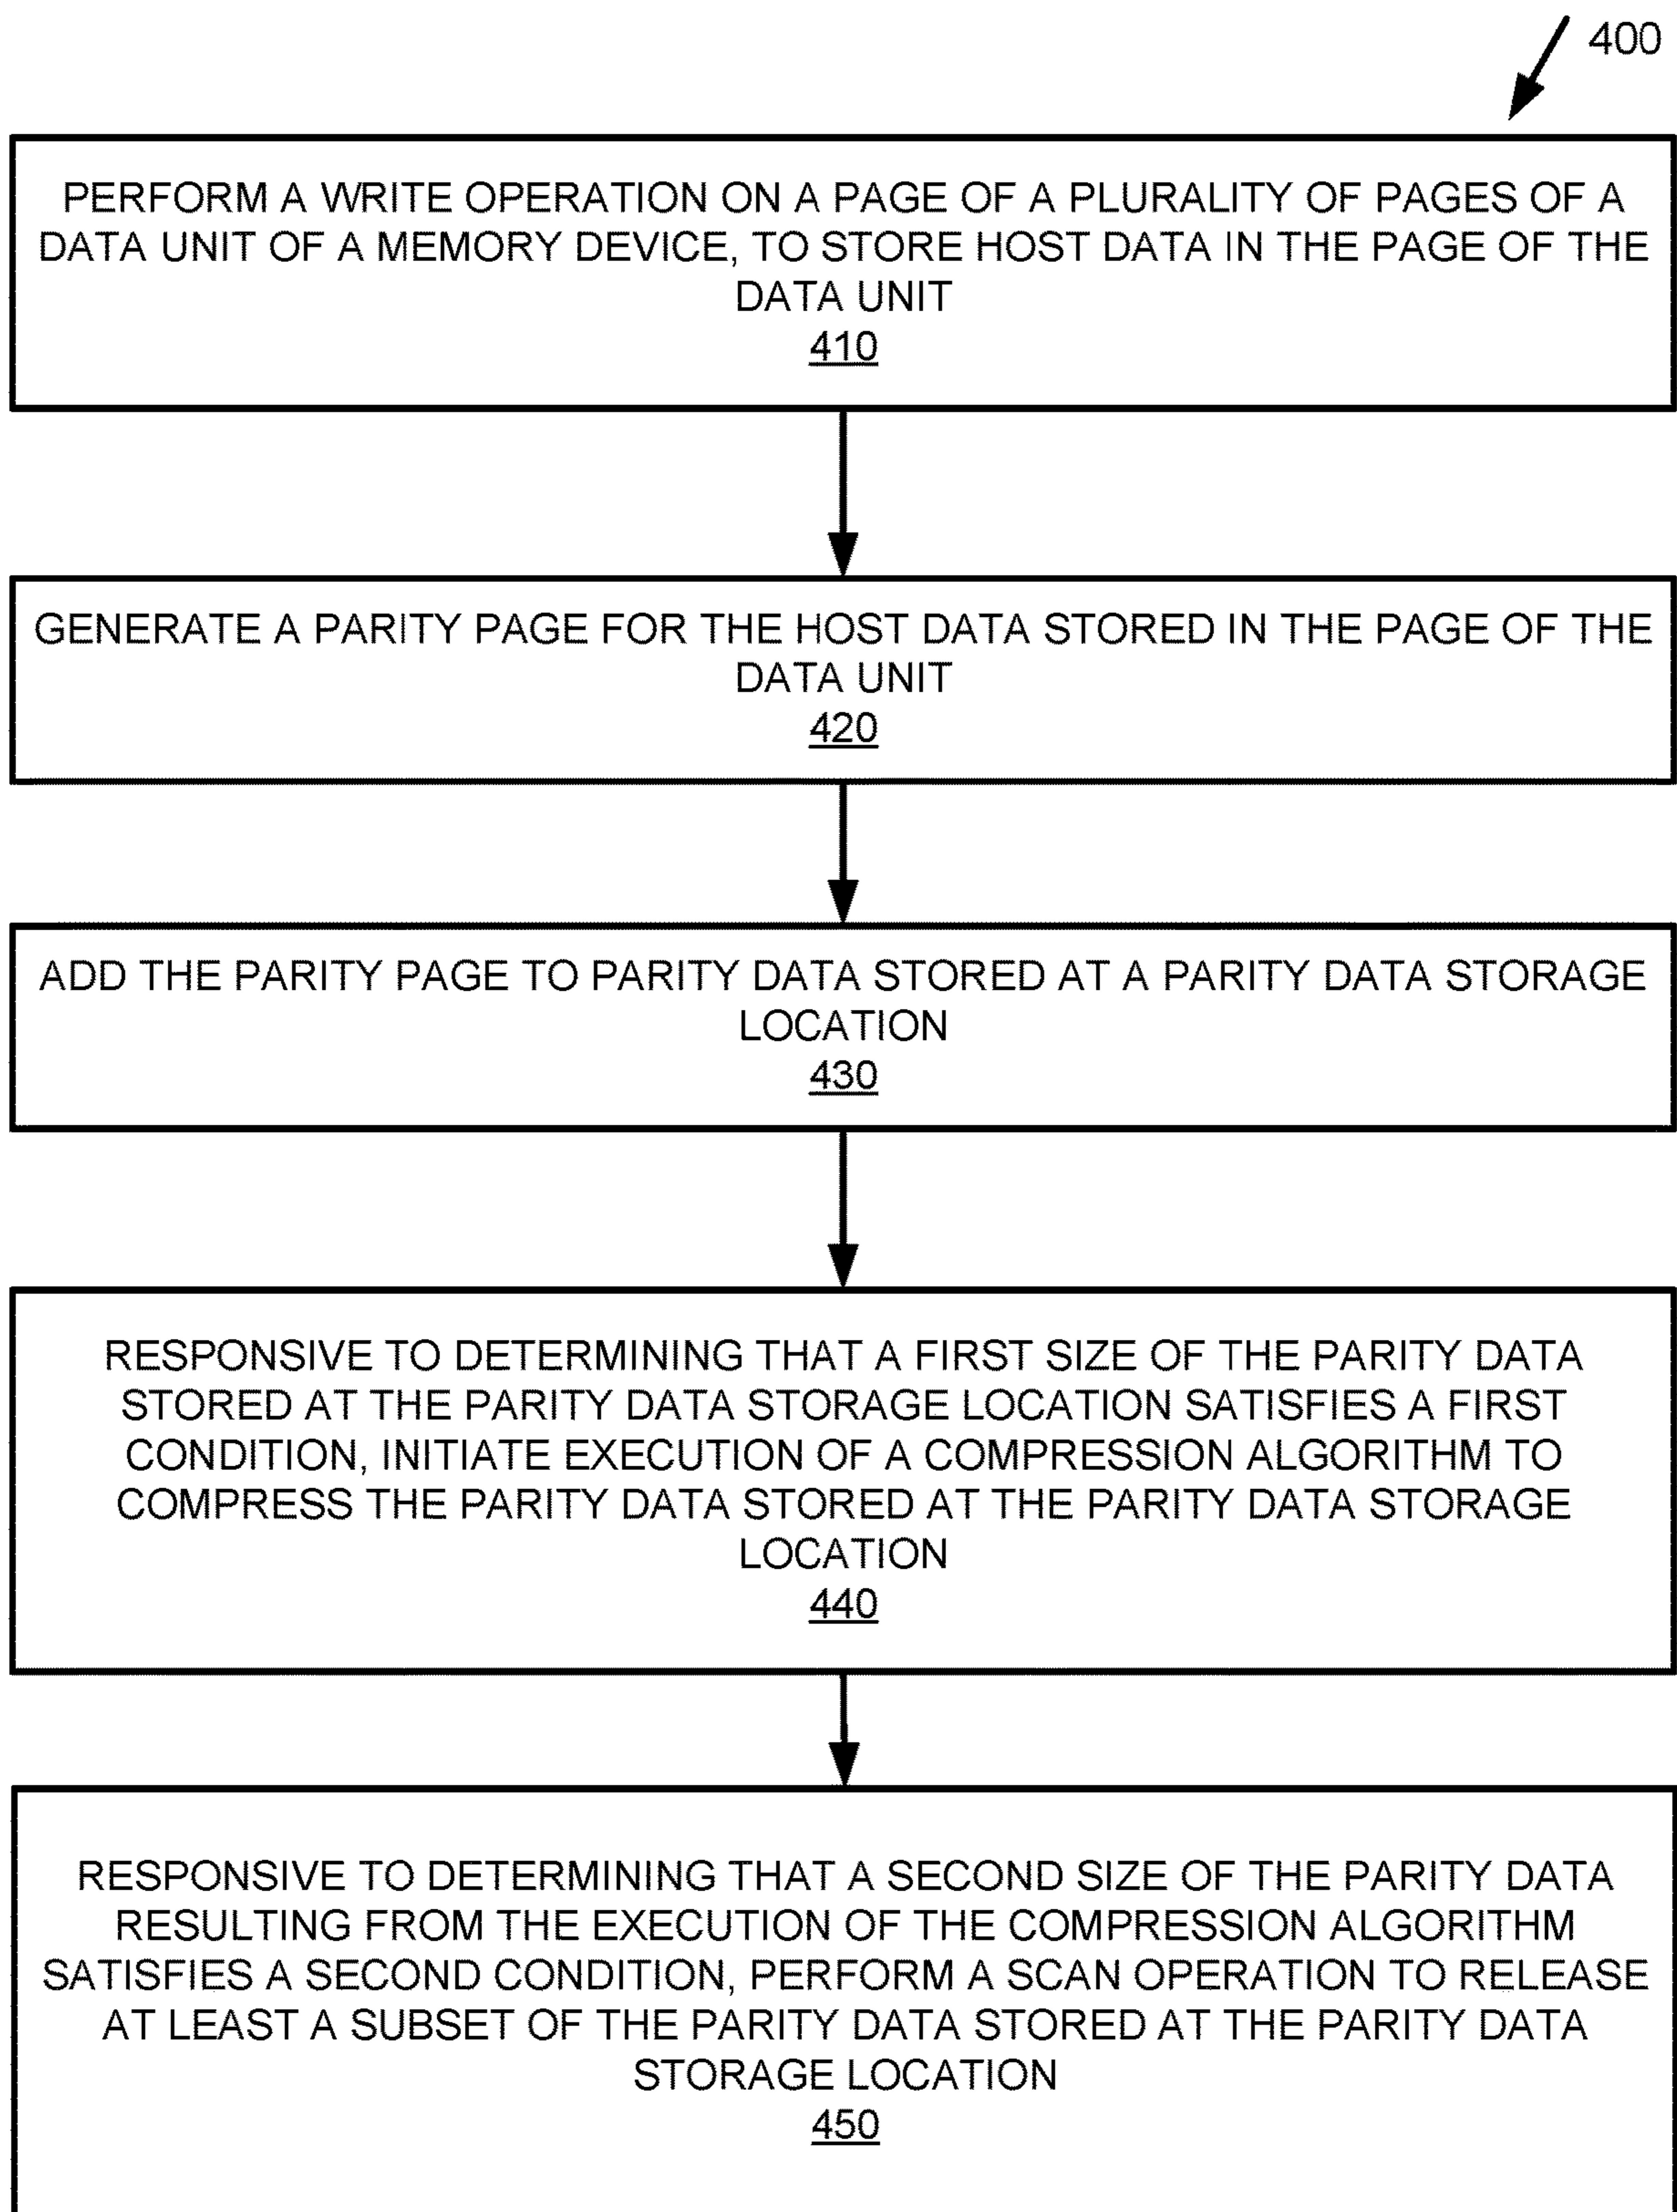 400
PERFORM A WRITE OPERATION ON A PAGE OF A PLURALITY OF PAGES OF A
DATA UNIT OF A MEMORY DEVICE, TO STORE HOST DATA IN THE PAGE OF THE
DATA UNIT
410
GENERATE A PARITY PAGE FOR THE HOST DATA STORED IN THE PAGE OF THE
DATA UNIT
420
ADD THE PARITY PAGE TO PARITY DATA STORED AT A PARITY DATA STORAGE
LOCATION
430
RESPONSIVE TO DETERMINING THAT A FIRST SIZE OF THE PARITY DATA
STORED AT THE PARITY DATA STORAGE LOCATION SATISFIES A FIRST
CONDITION, INITIATE EXECUTION OF A COMPRESSION ALGORITHM TO
COMPRESS THE PARITY DATA STORED AT THE PARITY DATA STORAGE
LOCATION
440
RESPONSIVE TO DETERMINING THAT A SECOND SIZE OF THE PARITY DATA
RESULTING FROM THE EXECUTION OF THE COMPRESSION ALGORITHM
SATISFIES A SECOND CONDITION, PERFORM A SCAN OPERATION TO RELEASE
AT LEAST A SUBSET OF THE PARITY DATA STORED AT THE PARITY DATA
STORAGE LOCATION
450